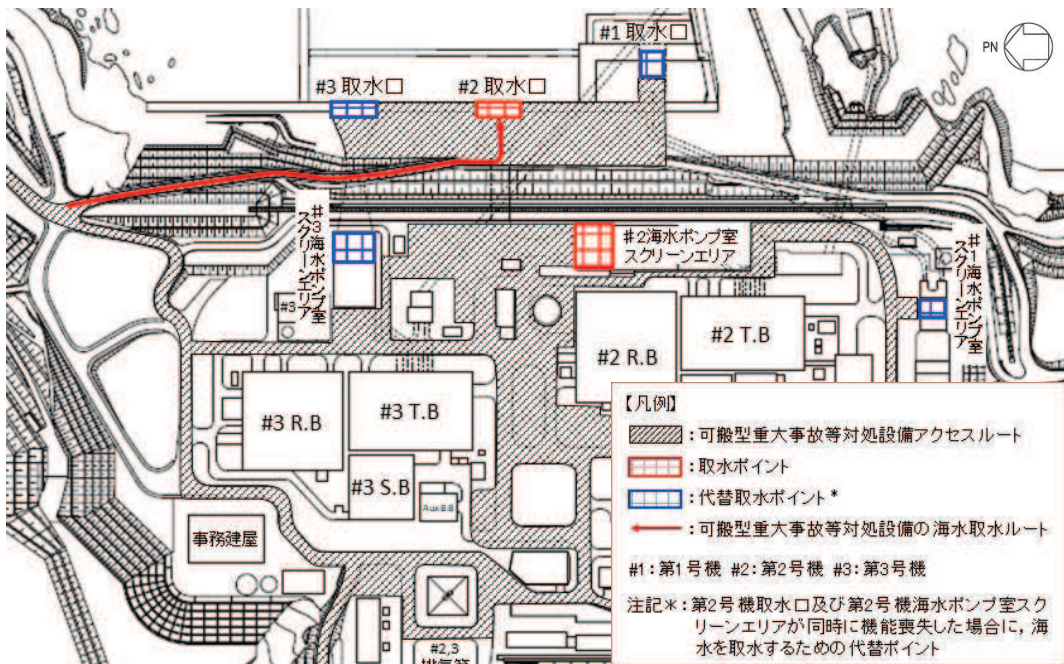 #1 取水口
PN
#3 取水口
#2 取水口
#3海水ポンプ室
スクリーンエリア
#2海水ポンプ室
スクリーンエリア
#1海水ポンプ室
スクリーンエリア
#3
#2 T.B
#2 R.B
#3 R.B
#3 T.B
#3 S.B
Aux.B.B
事務建屋
#2,3
排気筒
【凡例】
:可搬型重大事故等対処設備アクセスルート
:取水ポイント
:代替取水ポイント*
:可搬型重大事故等対処設備の海水取水ルート
#1:第1号機 #2:第2号機 #3:第3号機
注記*:第2号機取水口及び第2号機海水ポンプ室スク
リーンエリアが同時に機能喪失した場合に,海
水を取水するための代替ポイント